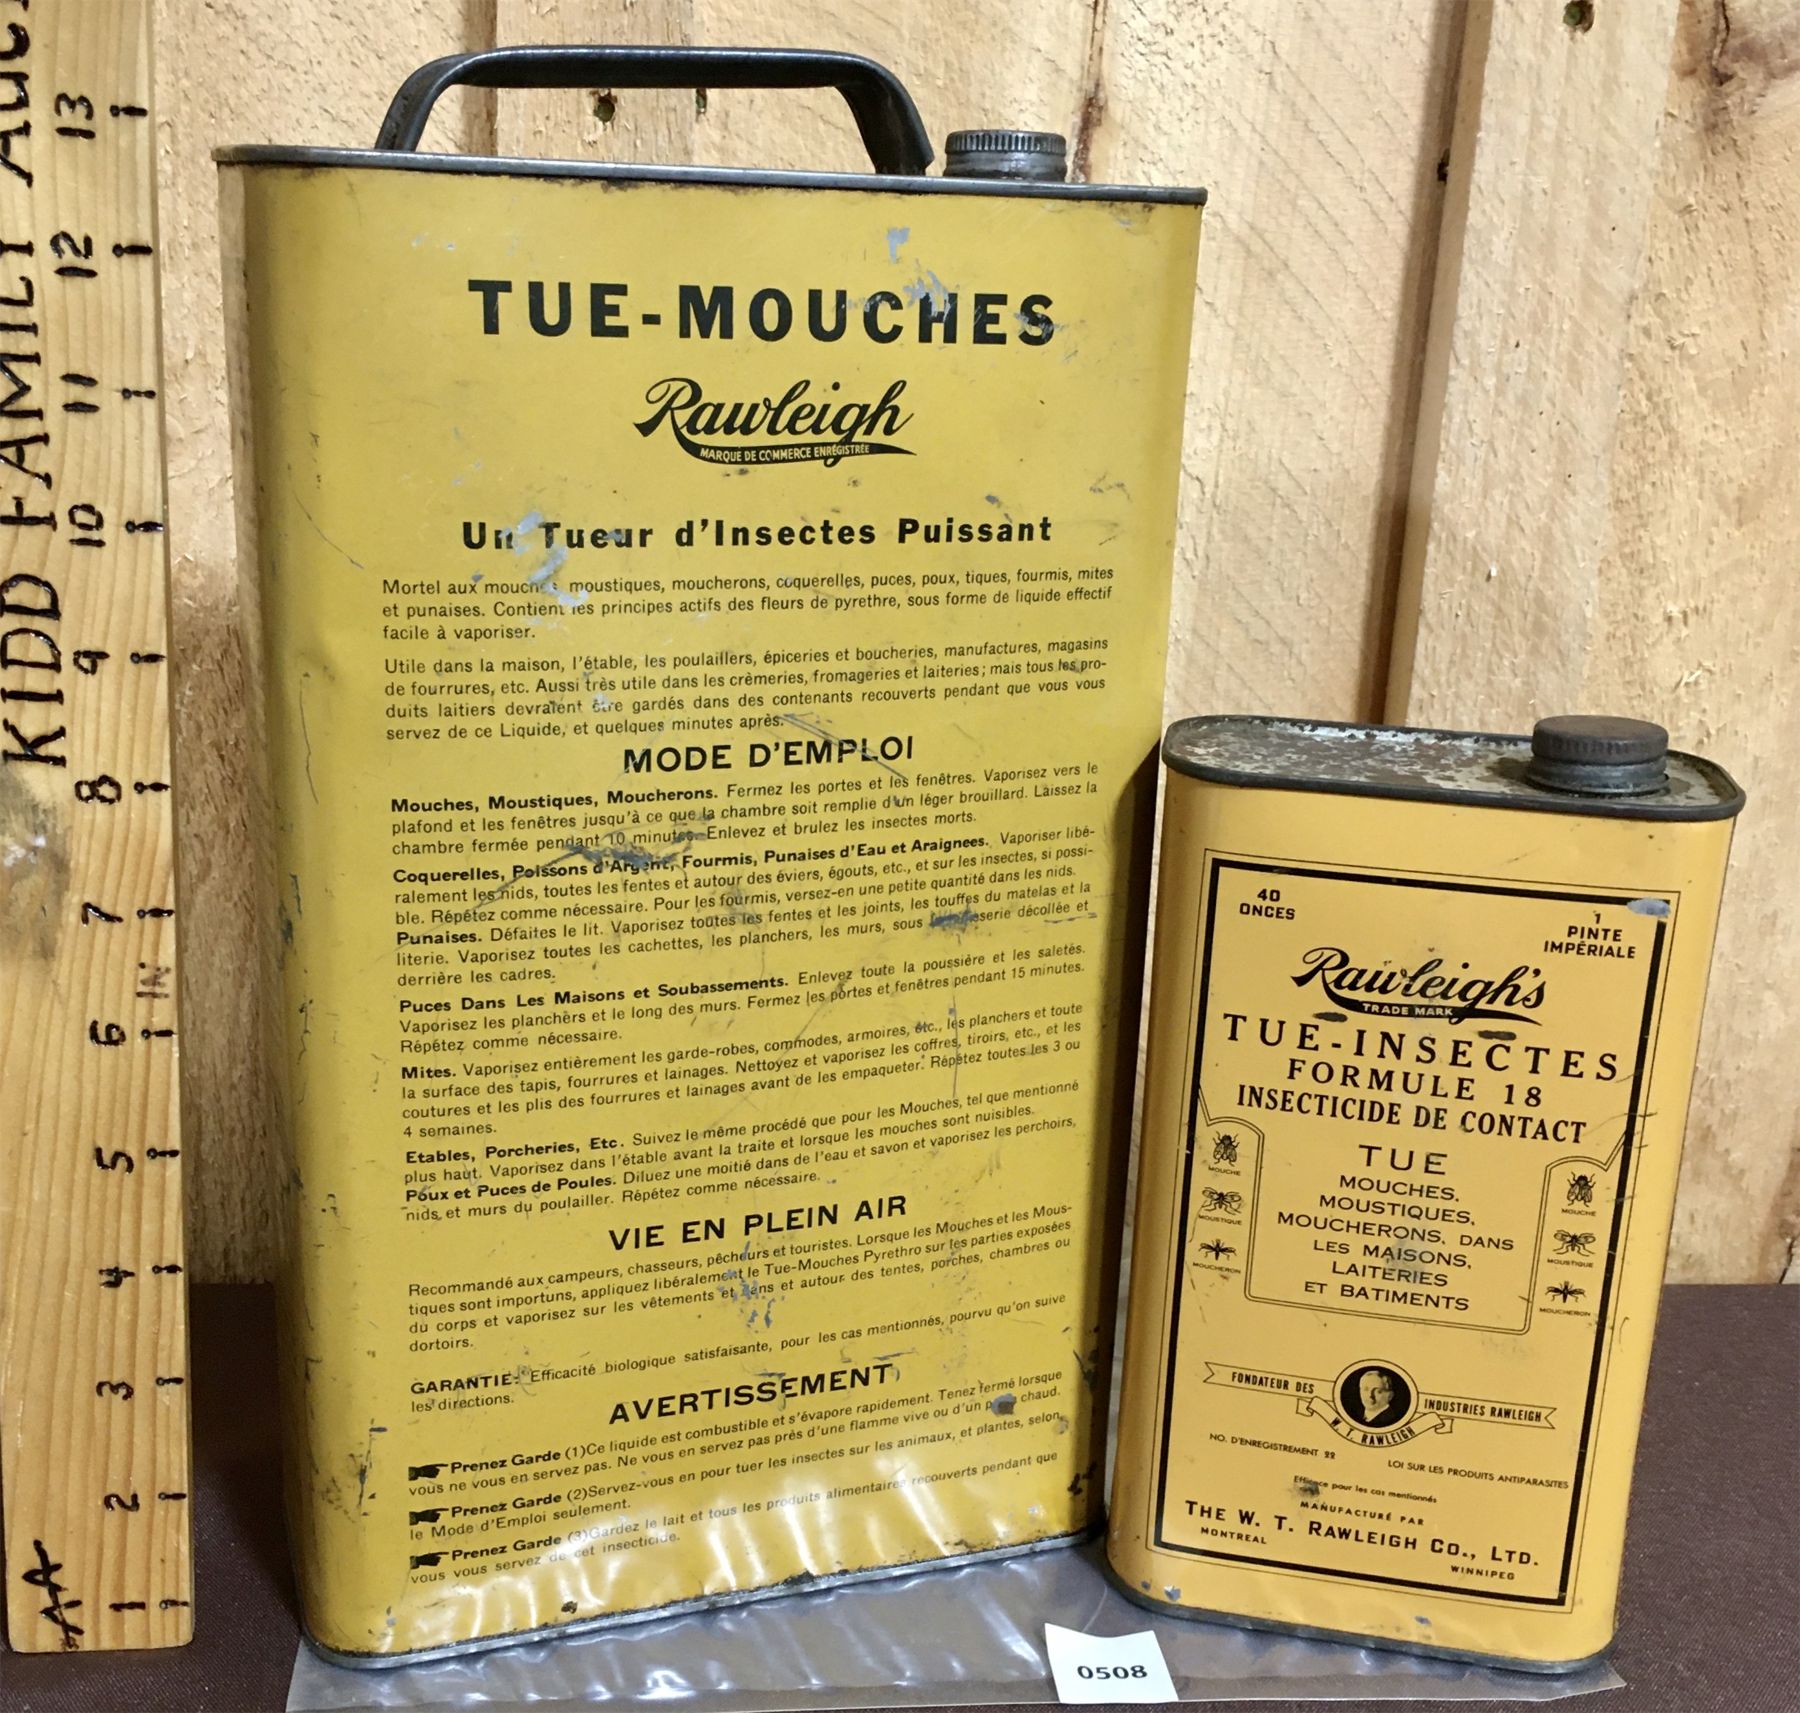 KIDD FAMILY AUC
13
12
11
10
9
8
7
IN
6
5
4
3
2
1
TUE-MOUCHES
Rawleigh
MARQUE DE COMMERCE ENRÉGISTRÉE
Un Tueur d'Insectes Puissant
Mortel aux mouches moustiques, moucherons, coquerelles, puces, poux, tiques, fourmis, mites
et punaises. Contient les principes actifs des fleurs de pyrethre, sous forme de liquide effectif
facile à vaporiser.
Utile dans la maison, l'étable, les poulaillers, épiceries et boucheries, manufactures, magasins
de fourrures, etc. Aussi très utile dans les crèmeries, fromageries et laiteries; mais tous les pro-
duits laitiers devraient être gardés dans des contenants recouverts pendant que vous vous
servez de ce Liquide, et quelques minutes après.
MODE D'EMPLOI
Mouches, Moustiques, Moucherons. Fermez les portes et les fenêtres. Vaporisez vers le
plafond et les fenêtres jusqu'à ce que la chambre soit remplie d'un léger brouillard. Laissez la
chambre fermée pendant 10 minutes. Enlevez et brulez les insectes morts.
Coquerelles, Poissons d'Argent, Fourmis, Punaises d'Eau et Araignees. Vaporiser libé-
ralement les nids, toutes les fentes et autour des éviers, égouts, etc., et sur les insectes, si possi-
ble. Répétez comme nécessaire. Pour les fourmis, versez-en une petite quantité dans les nids.
Punaises. Défaites le lit. Vaporisez toutes les fentes et les joints, les touffes du matelas et la
literie. Vaporisez toutes les cachettes, les planchers, les murs, sous décollée et
derrière les cadres.
Puces Dans Les Maisons et Soubassements. Enlevez toute la poussière et les saletés.
Vaporisez les planchers et le long des murs. Fermez les portes et fenêtres pendant 15 minutes.
Répétez comme nécessaire.
Mites. Vaporisez entièrement les garde-robes, commodes, armoires, etc., les planchers et toute
la surface des tapis, fourrures et lainages. Nettoyez et vaporisez les coffres, tiroirs, etc., et les
coutures et les plis des fourrures et lainages avant de les empaqueter. Répétez toutes les 3 ou
4 semaines.
Etables, Porcheries, Etc. Suivez le même procédé que pour les Mouches, tel que mentionné
plus haut. Vaporisez dans l'étable avant la traite et lorsque les mouches sont nuisibles.
Poux et Puces de Poules. Diluez une moitié dans de l'eau et savon et vaporisez les perchoirs,
nids et murs du poulailler. Répétez comme nécessaire.
VIE EN PLEIN AIR
Recommandé aux campeurs, chasseurs, pêcheurs et touristes. Lorsque les Mouches et les Mous-
tiques sont importuns, appliquez libéralement le Tue-Mouches Pyrethro sur les parties exposées
du corps et vaporisez sur les vêtements et dans et autour des tentes, porches, chambres ou
dortoirs.
GARANTIE- Efficacité biologique satisfaisante, pour les cas mentionnés, pourvu qu'on suive
les directions.
AVERTISSEMENT
Prenez Garde (1)Ce liquide est combustible et s'évapore rapidement. Tenez fermé lorsque
vous ne vous en servez pas. Ne vous en servez pas près d'une flamme vive ou d'un chaud.
Prenez Garde (2)Servez-vous en pour tuer les insectes sur les animaux, et plantes, selon
le Mode d'Emploi seulement.
Prenez Garde (3)Gardez le lait et tous les produits alimentaires recouverts pendant que
vous vous servez de cet insecticide.
40
ONCES
1
PINTE
IMPÉRIALE
Rawleigh's
TRADE MARK
TUE-INSECTES
FORMULE 18
INSECTICIDE DE CONTACT
TUE
MOUCHES,
MOUSTIQUES,
MOUCHERONS, DANS
LES MAISONS,
LAITERIES
ET BATIMENTS
MOUCHE
MOUSTIQUE
MOUCHERON
MOUCHE
MOUSTIQUE
MOUCHERON
FONDATEUR DES INDUSTRIES RAWLEIGH
W. T. RAWLEIGH
NO. D'ENREGISTREMENT 22 LOI SUR LES PRODUITS ANTIPARASITES
Efficace pour les cas mentionnés
MANUFACTURÉ PAR
THE W. T. RAWLEIGH CO., LTD.
MONTREAL WINNIPEG
0508